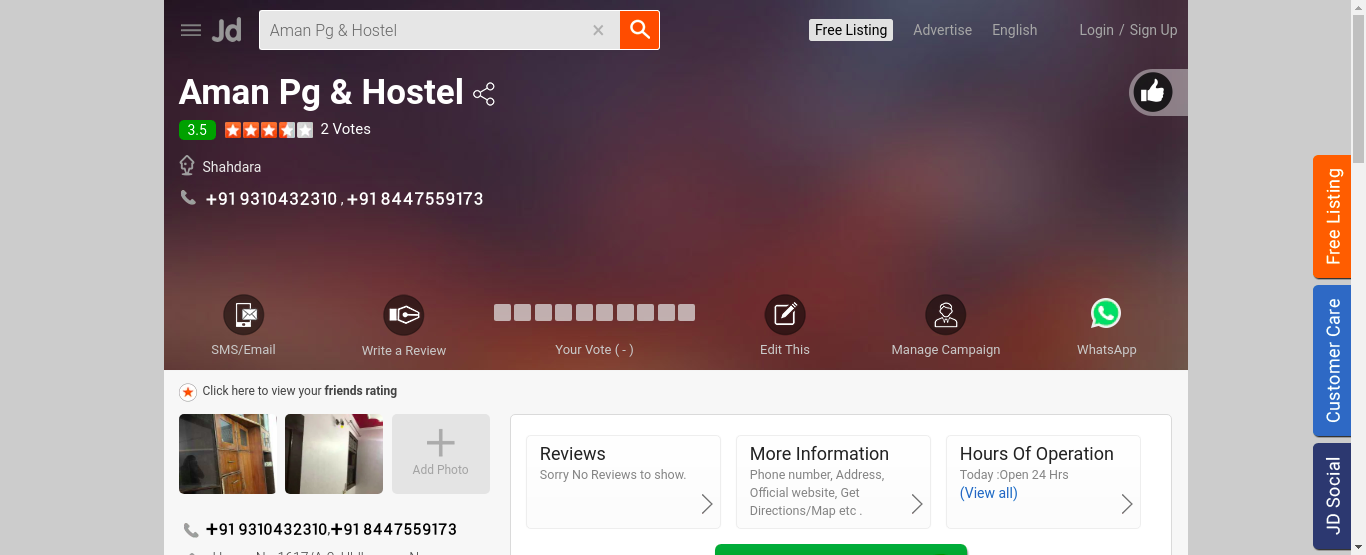 Jd
Aman Pg & Hostel
Free Listing
Advertise
English
Login / Sign Up
Aman Pg & Hostel
3.5
2 Votes
Shahdara
+91 9310432310 , +91 8447559173
SMS/Email
Write a Review
Your Vote ( - )
Edit This
Manage Campaign
WhatsApp
Click here to view your friends rating
Add Photo
Reviews
Sorry No Reviews to show.
More Information
Phone number, Address,
Official website, Get
Directions/Map etc .
Hours Of Operation
Today :Open 24 Hrs
(View all)
+91 9310432310,+91 8447559173
Free Listing
Customer Care
JD Social